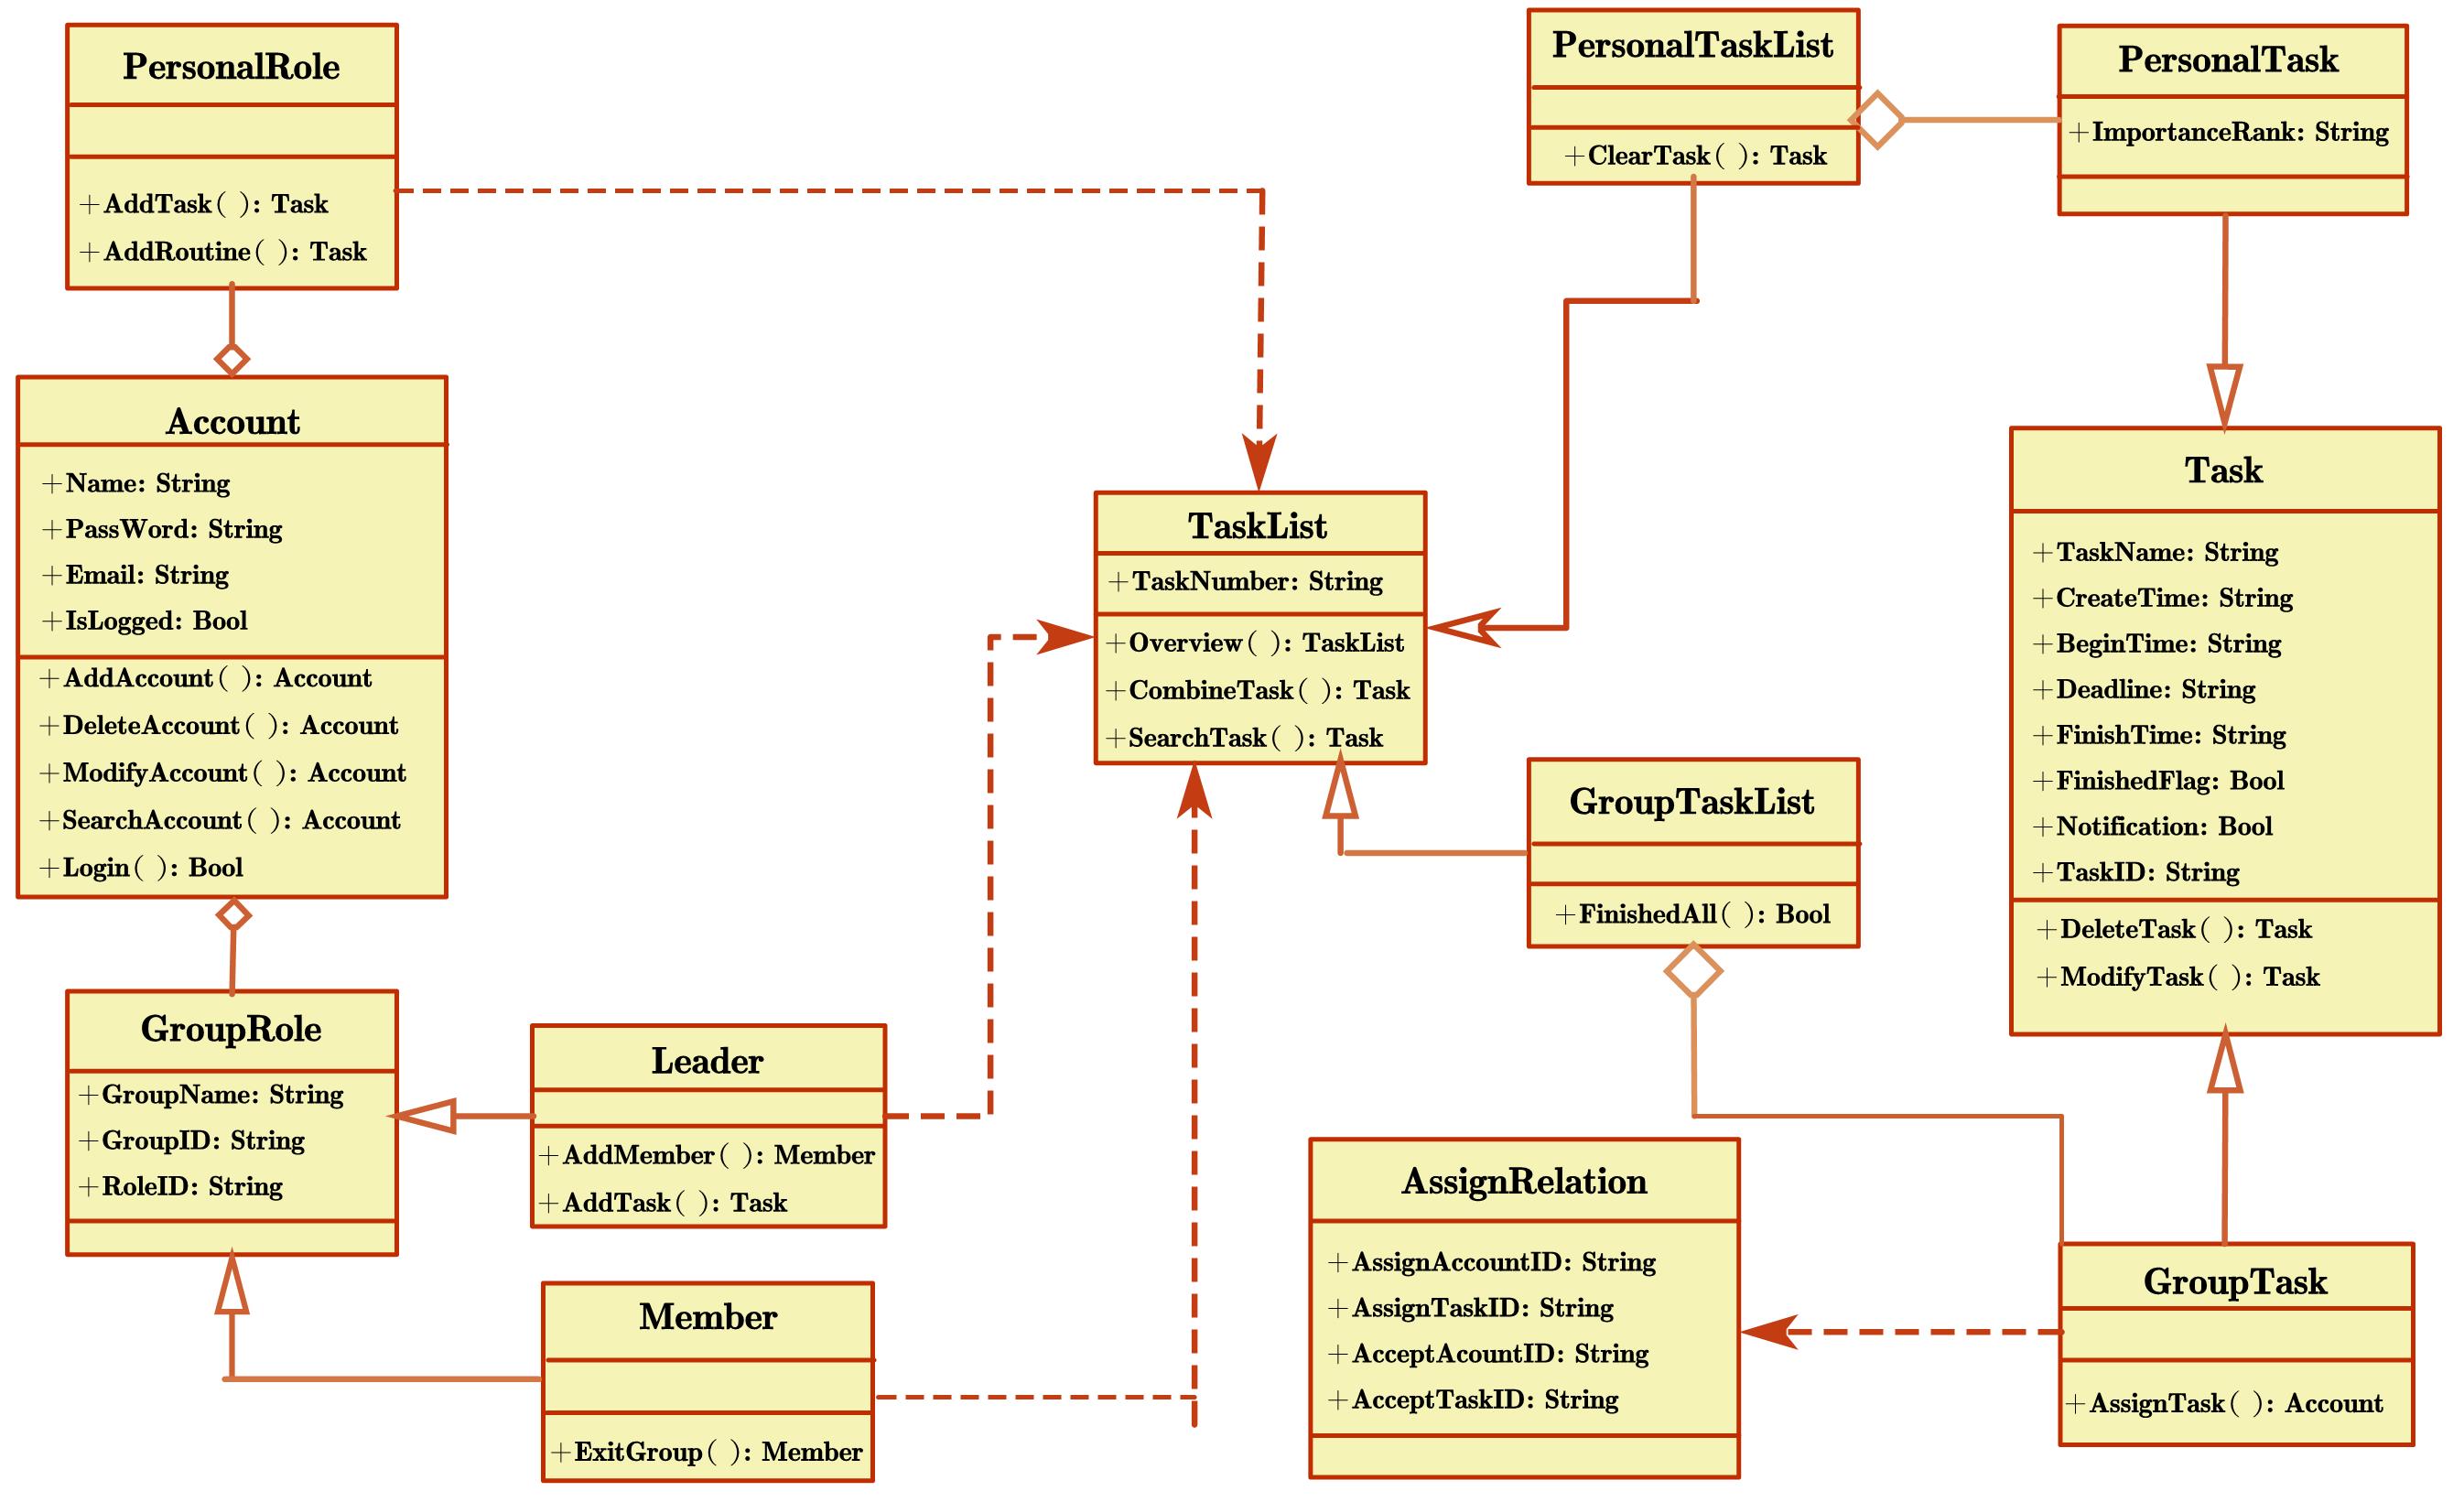 PersonalRole
+AddTask( ): Task
+AddRoutine( ): Task
Account
+Name: String
+PassWord: String
+Email: String
+IsLogged: Bool
+AddAccount( ): Account
+DeleteAccount( ): Account
+ModifyAccount( ): Account
+SearchAccount( ): Account
+Login( ): Bool
GroupRole
+GroupName: String
+GroupID: String
+RoleID: String
Leader
+AddMember( ): Member
+AddTask( ): Task
Member
+ExitGroup( ): Member
TaskList
+TaskNumber: String
+Overview( ): TaskList
+CombineTask( ): Task
+SearchTask( ): Task
PersonalTaskList
+ClearTask( ): Task
GroupTaskList
+FinishedAll( ): Bool
AssignRelation
+AssignAccountID: String
+AssignTaskID: String
+AcceptAcountID: String
+AcceptTaskID: String
PersonalTask
+ImportanceRank: String
Task
+TaskName: String
+CreateTime: String
+BeginTime: String
+Deadline: String
+FinishTime: String
+FinishedFlag: Bool
+Notification: Bool
+TaskID: String
+DeleteTask( ): Task
+ModifyTask( ): Task
GroupTask
+AssignTask( ): Account